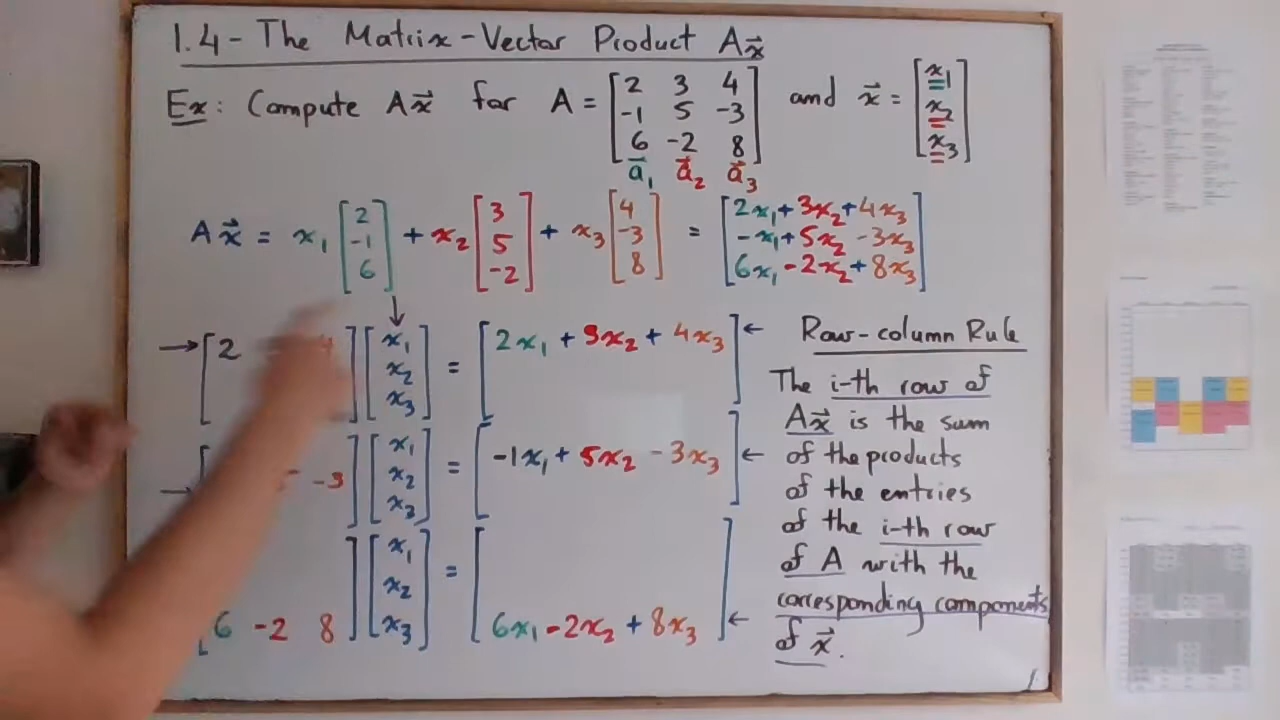 1.4 - The Matrix-Vector Product Ax⃗
Ex: Compute Ax⃗ for A = [2 3 4; -1 5 -3; 6 -2 8] and x⃗ = [x₁; x₂; x₃]
a⃗₁ a⃗₂ a⃗₃
Ax⃗ = x₁ [2; -1; 6] + x₂ [3; 5; -2] + x₃ [4; -3; 8] = [2x₁+3x₂+4x₃; -x₁+5x₂-3x₃; 6x₁-2x₂+8x₃]
→ [2 4] [x₁; x₂; x₃] = [2x₁ + 3x₂ + 4x₃] ←
→ [-3] [x₁; x₂; x₃] = [-1x₁ + 5x₂ - 3x₃] ←
[6 -2 8] [x₁; x₂; x₃] = [6x₁ - 2x₂ + 8x₃] ←
Row-column Rule
The i-th row of
Ax⃗ is the sum
of the products
of the entries
of the i-th row
of A with the
corresponding components
of x⃗.